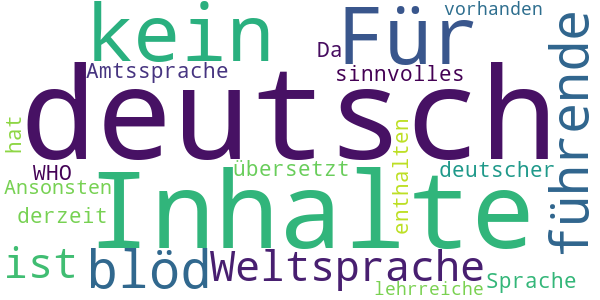 kein
Für
vorhanden
Da
Amtssprache
sinnvolles
führende
deutsch
hat
WHO
übersetzt
enthalten
deutscher
Ansonsten
Inhalte
derzeit
ist
blöd
Weltsprache
Sprache
lehrreiche